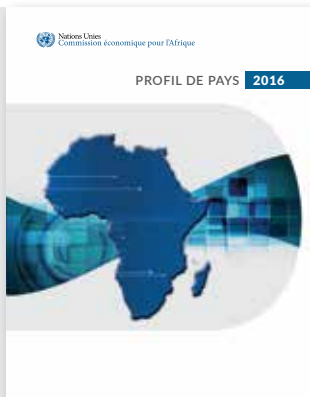 Nations Unies
Commission économique pour l'Afrique
PROFIL DE PAYS 2016